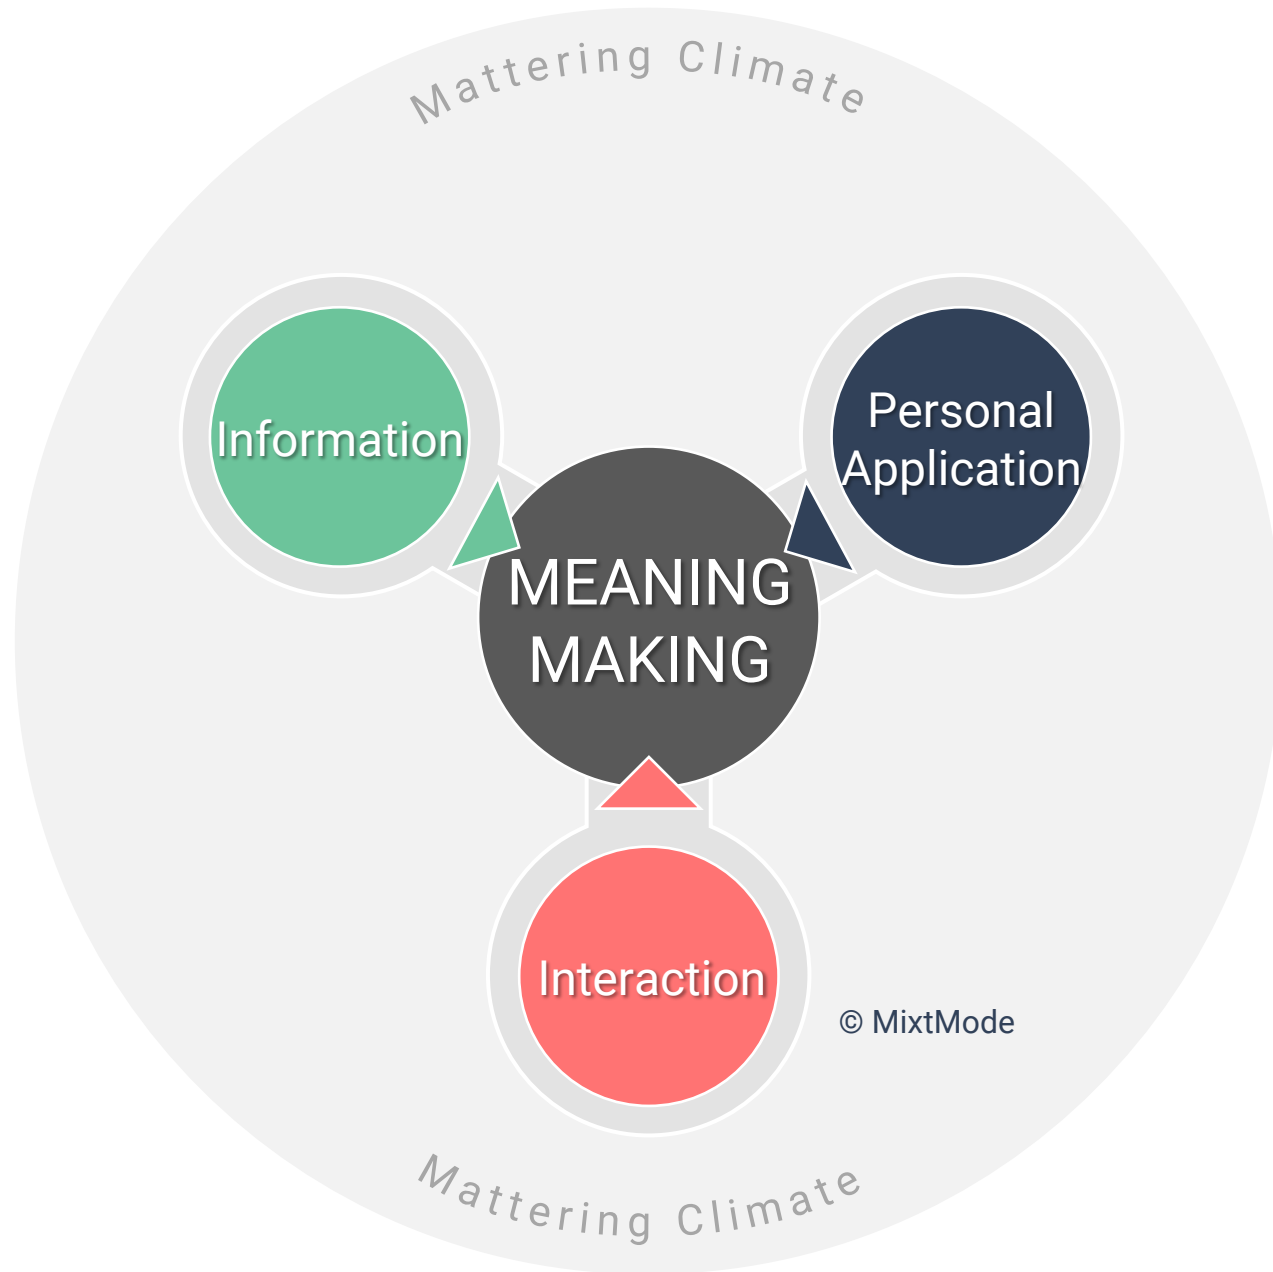 Mattering Climate
Information
Personal
Application
MEANING
MAKING
Interaction
© MixtMode
Mattering Climate